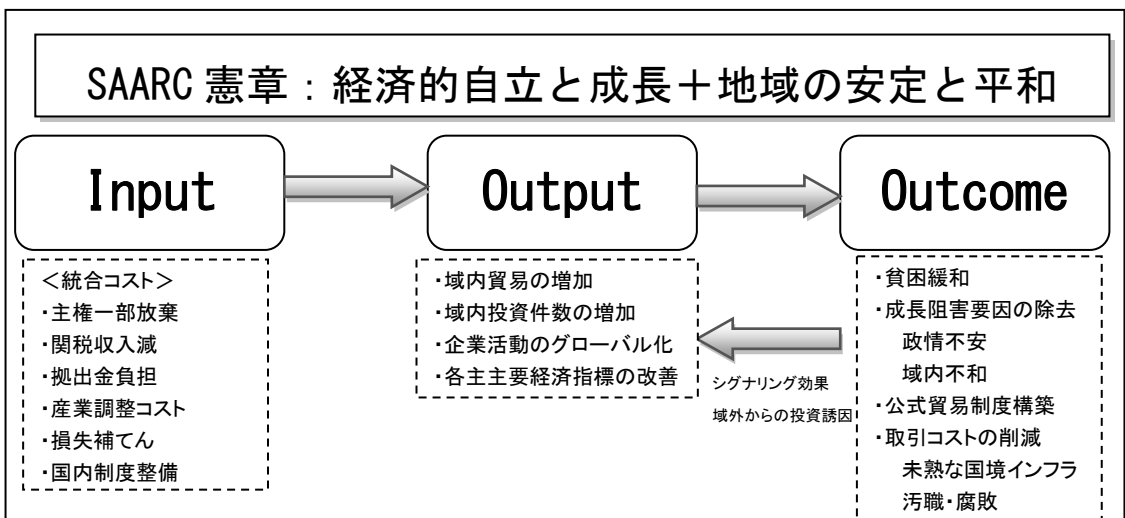 SAARC 憲章：経済的自立と成長＋地域の安定と平和
Input
Output
Outcome
＜統合コスト＞
・主権一部放棄
・関税収入減
・拠出金負担
・産業調整コスト
・損失補てん
・国内制度整備
・域内貿易の増加
・域内投資件数の増加
・企業活動のグローバル化
・各主主要経済指標の改善
シグナリング効果
域外からの投資誘因
・貧困緩和
・成長阻害要因の除去
政情不安
域内不和
・公式貿易制度構築
・取引コストの削減
未熟な国境インフラ
汚職・腐敗